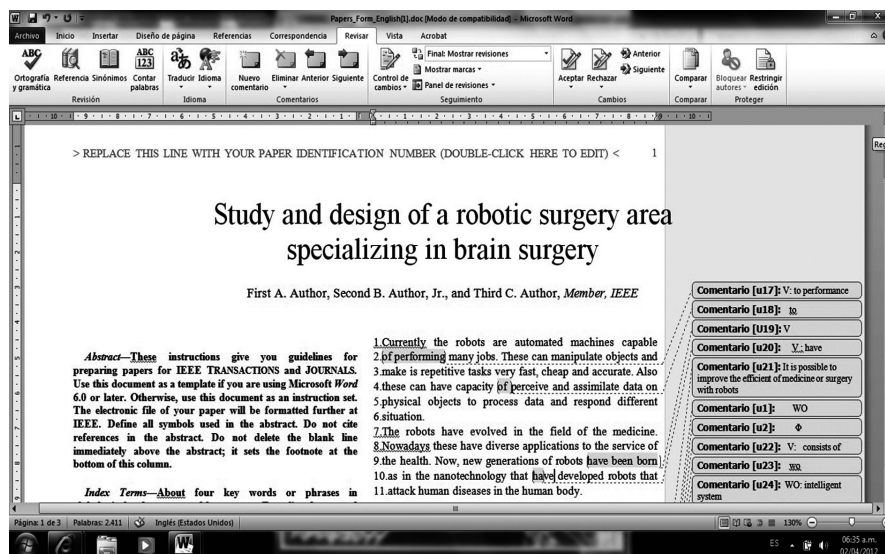 Papers_Form_English[1].doc [Modo de compatibilidad] - Microsoft Word
Archivo Inicio Insertar Diseño de página Referencias Correspondencia Revisar Vista Acrobat
ABC ABC 123
Ortografía y gramática Referencia Sinónimos Contar palabras Traducir Idioma Nuevo comentario Eliminar Anterior Siguiente Control de cambios Final: Mostrar revisiones Mostrar marcas Panel de revisiones Aceptar Rechazar Anterior Siguiente Comparar Bloquear autores Restringir edición
Revisión Idioma Comentarios Seguimiento Cambios Comparar Proteger
> REPLACE THIS LINE WITH YOUR PAPER IDENTIFICATION NUMBER (DOUBLE-CLICK HERE TO EDIT) < 1
Study and design of a robotic surgery area
specializing in brain surgery
First A. Author, Second B. Author, Jr., and Third C. Author, Member, IEEE
Abstract—These instructions give you guidelines for
preparing papers for IEEE TRANSACTIONS and JOURNALS.
Use this document as a template if you are using Microsoft Word
6.0 or later. Otherwise, use this document as an instruction set.
The electronic file of your paper will be formatted further at
IEEE. Define all symbols used in the abstract. Do not cite
references in the abstract. Do not delete the blank line
immediately above the abstract; it sets the footnote at the
bottom of this column.
Index Terms—About four key words or phrases in
1.Currently the robots are automated machines capable
2.of performing many jobs. These can manipulate objects and
3.make is repetitive tasks very fast, cheap and accurate. Also
4.these can have capacity of perceive and assimilate data on
5.physical objects to process data and respond different
6.situation.
7.The robots have evolved in the field of the medicine.
8.Nowadays these have diverse applications to the service of
9.the health. Now, new generations of robots have been born
10.as in the nanotechnology that have developed robots that
11.attack human diseases in the human body.
Comentario [u17]: V: to performance
Comentario [u18]: to
Comentario [U19]: V
Comentario [u20]: V : have
Comentario [u21]: It is possible to
improve the efficient of medicine or surgery
with robots
Comentario [u1]: WO
Comentario [u2]: Φ
Comentario [u22]: V: consists of
Comentario [u23]: wo
Comentario [u24]: WO: intelligent
system
Página: 1 de 3 Palabras: 2.411 Inglés (Estados Unidos) 130%
ES 06:35 a.m.